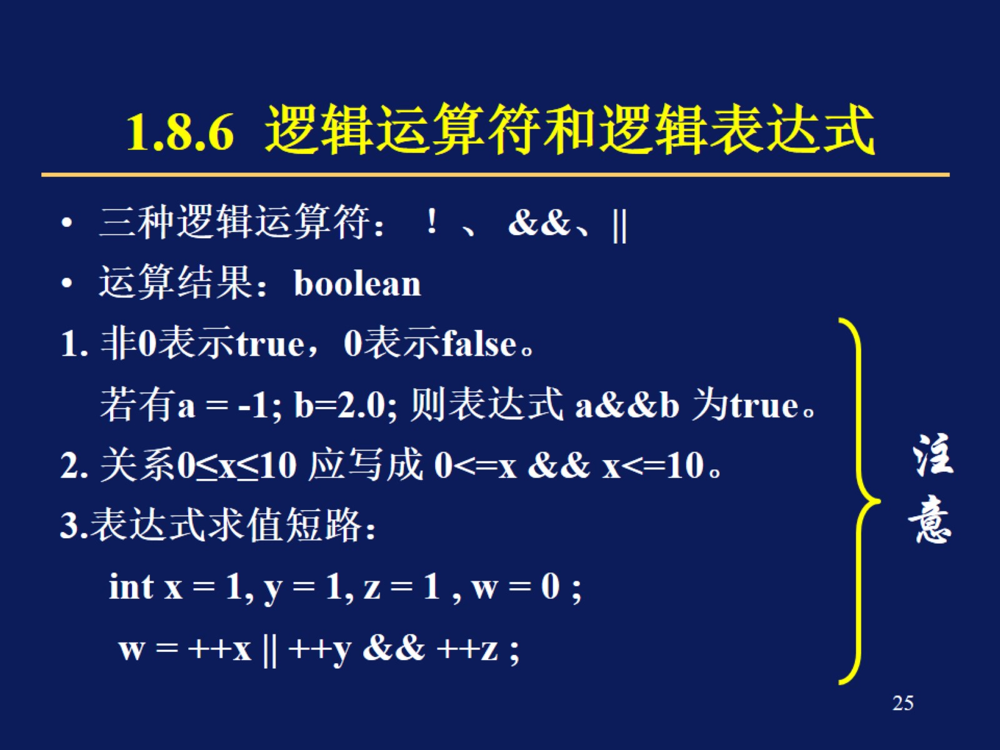 1.8.6 逻辑运算符和逻辑表达式
• 三种逻辑运算符： ！、 &&、||
• 运算结果：boolean
1. 非0表示true，0表示false。
若有a = -1; b=2.0; 则表达式 a&&b 为true。
2. 关系0≤x≤10 应写成 0<=x && x<=10。
3.表达式求值短路：
int x = 1, y = 1, z = 1 , w = 0 ;
w = ++x || ++y && ++z ;
注
意
25